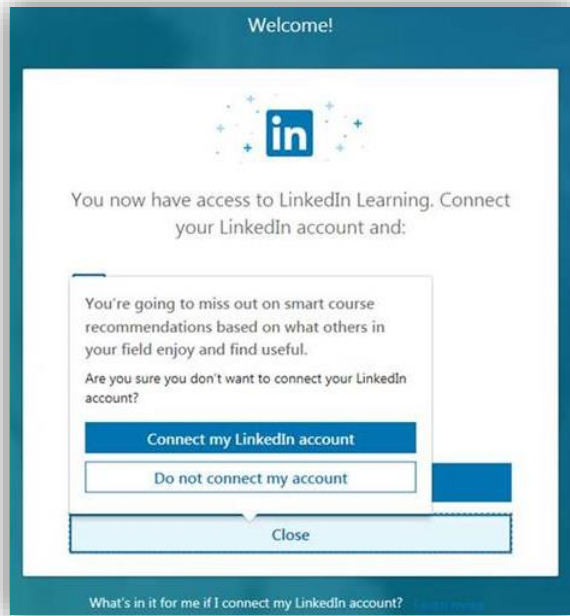 Welcome!
in
You now have access to LinkedIn Learning. Connect
your LinkedIn account and:
You're going to miss out on smart course
recommendations based on what others in
your field enjoy and find useful.
Are you sure you don't want to connect your LinkedIn
account?
Connect my LinkedIn account
Do not connect my account
Close
What's in it for me if I connect my LinkedIn account? Learn more